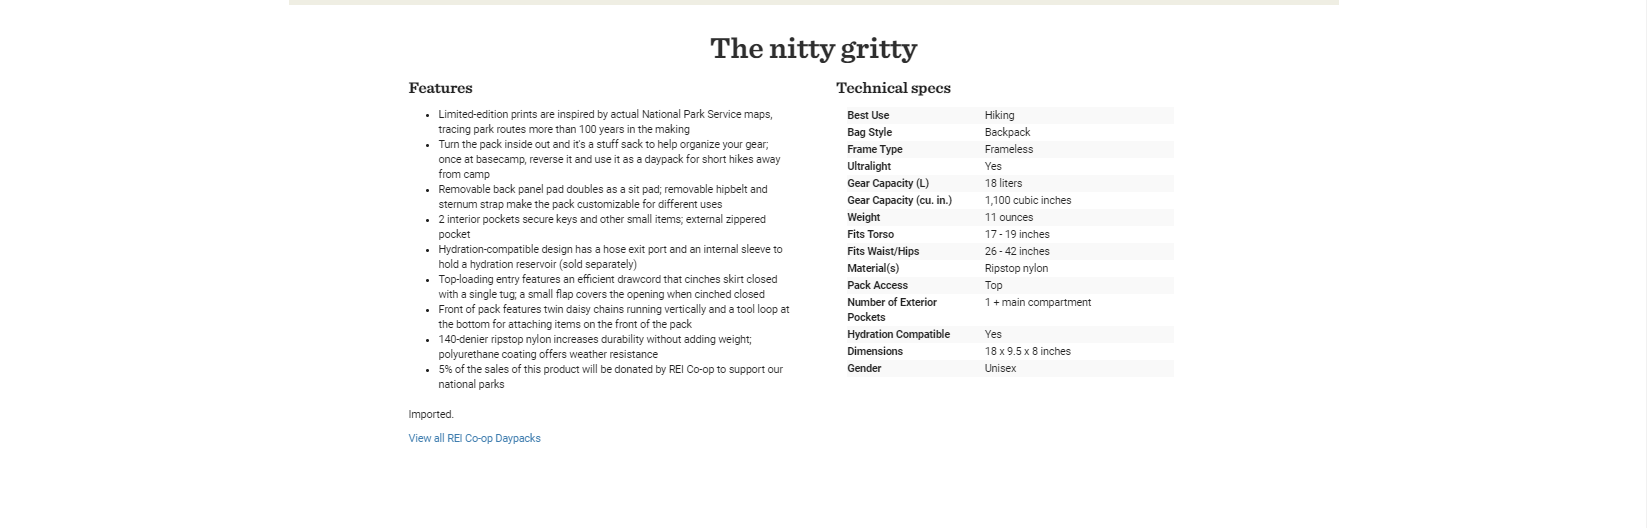 The nitty gritty
Features
Limited-edition prints are inspired by actual National Park Service maps,
tracing park routes more than 100 years in the making
Turn the pack inside out and it's a stuff sack to help organize your gear;
once at basecamp, reverse it and use it as a daypack for short hikes away
from camp
Removable back panel pad doubles as a sit pad; removable hipbelt and
sternum strap make the pack customizable for different uses
2 interior pockets secure keys and other small items; external zippered
pocket
Hydration-compatible design has a hose exit port and an internal sleeve to
hold a hydration reservoir (sold separately)
Top-loading entry features an efficient drawcord that cinches skirt closed
with a single tug; a small flap covers the opening when cinched closed
Front of pack features twin daisy chains running vertically and a tool loop at
the bottom for attaching items on the front of the pack
140-denier ripstop nylon increases durability without adding weight;
polyurethane coating offers weather resistance
5% of the sales of this product will be donated by REI Co-op to support our
national parks
Imported.
View all REI Co-op Daypacks
Technical specs
Best Use Hiking
Bag Style Backpack
Frame Type Frameless
Ultralight Yes
Gear Capacity (L) 18 liters
Gear Capacity (cu. in.) 1,100 cubic inches
Weight 11 ounces
Fits Torso 17 - 19 inches
Fits Waist/Hips 26 - 42 inches
Material(s) Ripstop nylon
Pack Access Top
Number of Exterior 1 + main compartment
Pockets
Hydration Compatible Yes
Dimensions 18 x 9.5 x 8 inches
Gender Unisex